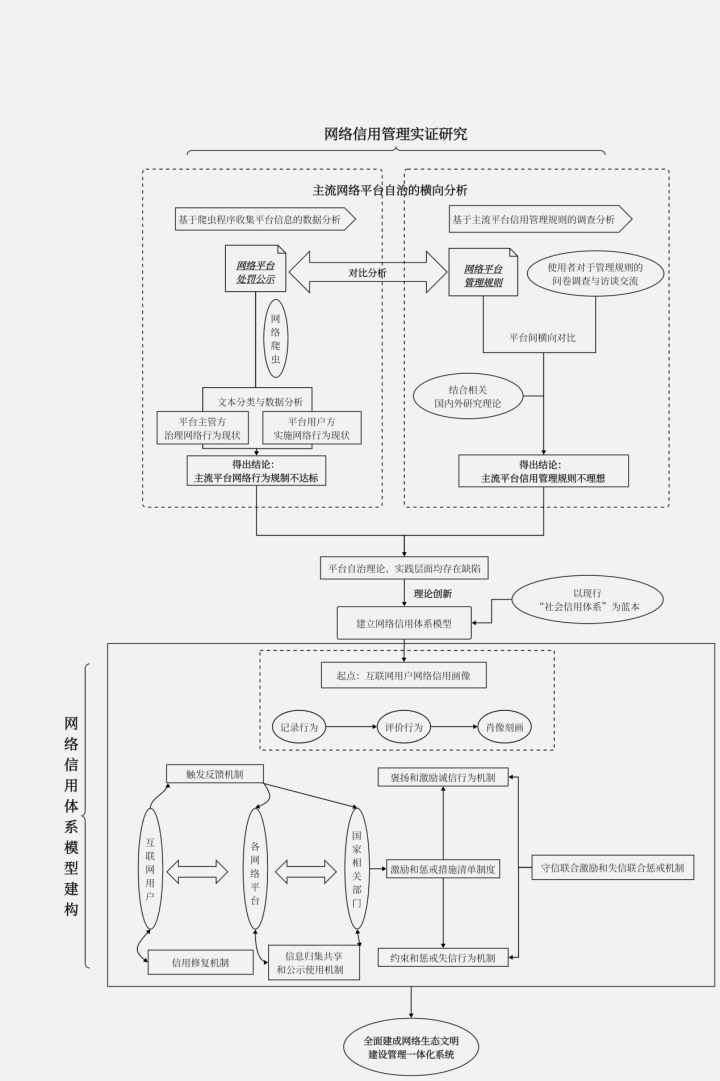 网络信用管理实证研究
主流网络平台自治的横向分析
基于爬虫程序收集平台信息的数据分析
基于主流平台信用管理规则的调查分析
网络平台
处罚公示
对比分析
网络平台
管理规则
使用者对于管理规则的
问卷调查与访谈交流
网络爬虫
平台间横向对比
文本分类与数据分析
结合相关
国内外研究理论
平台主管方
治理网络行为现状
平台用户方
实施网络行为现状
得出结论：
主流平台网络行为规制不达标
得出结论：
主流平台信用管理规则不理想
平台自治理论、实践层面均存在缺陷
理论创新
以现行
“社会信用体系”为蓝本
建立网络信用体系模型
网络信用体系模型建构
起点：互联网用户网络信用画像
记录行为
评价行为
肖像刻画
触发反馈机制
褒扬和激励诚信行为机制
互联网用户
各网络平台
国家相关部门
激励和惩戒措施清单制度
守信联合激励和失信联合惩戒机制
信用修复机制
信息归集共享
和公示使用机制
约束和惩戒失信行为机制
全面建成网络生态文明
建设管理一体化系统